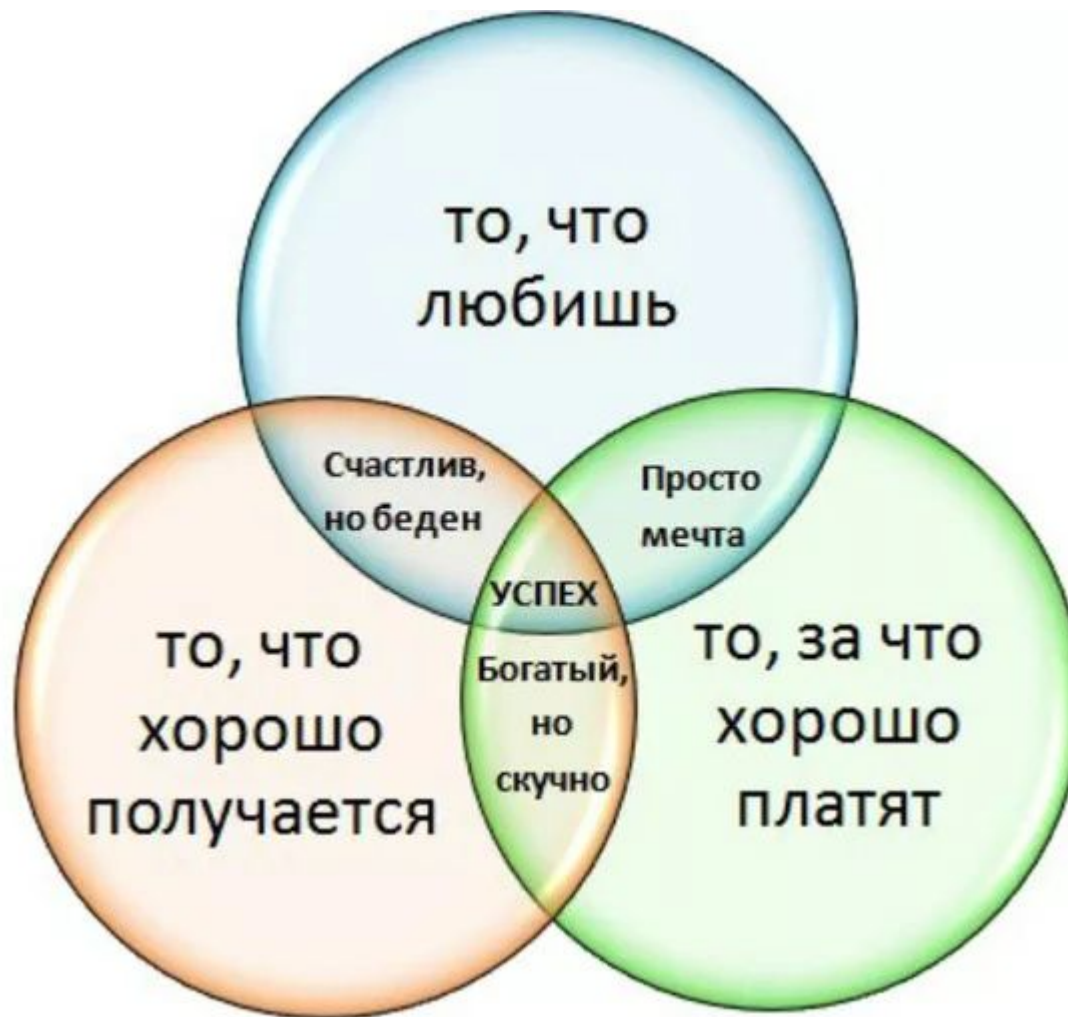 то, что
любишь
Счастлив,
но беден
Просто
мечта
УСПЕХ
то, что
хорошо
получается
Богатый,
но
скучно
то, за что
хорошо
платят